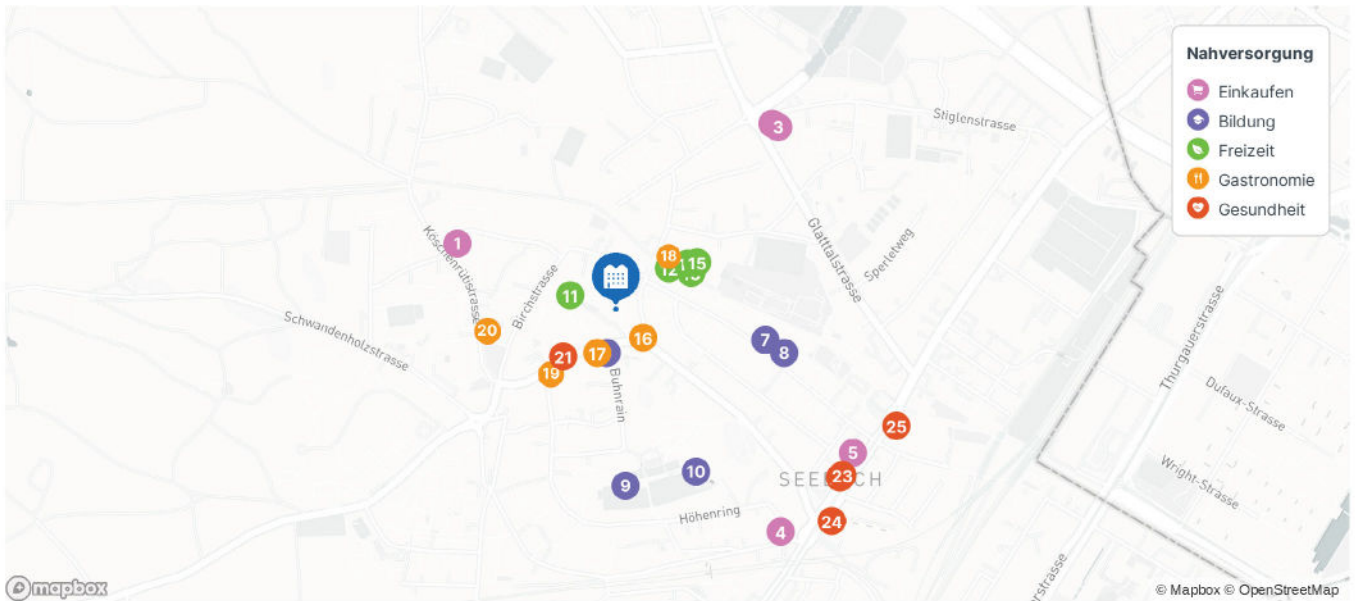 Nahversorgung
Einkaufen
Bildung
Freizeit
Gastronomie
Gesundheit
3
Stiglenstrasse
1
Köschenrütistrasse
Birchstrasse
Glatttalstrasse
Sperletweg
18
12
15
11
Schwandenholzstrasse
20
16
17
21
19
7
8
Buhnrain
Thurgauerstrasse
Dufaux-Strasse
Wright-Strasse
25
5
23
10
9
24
4
Höhenring
mapbox
© Mapbox © OpenStreetMap